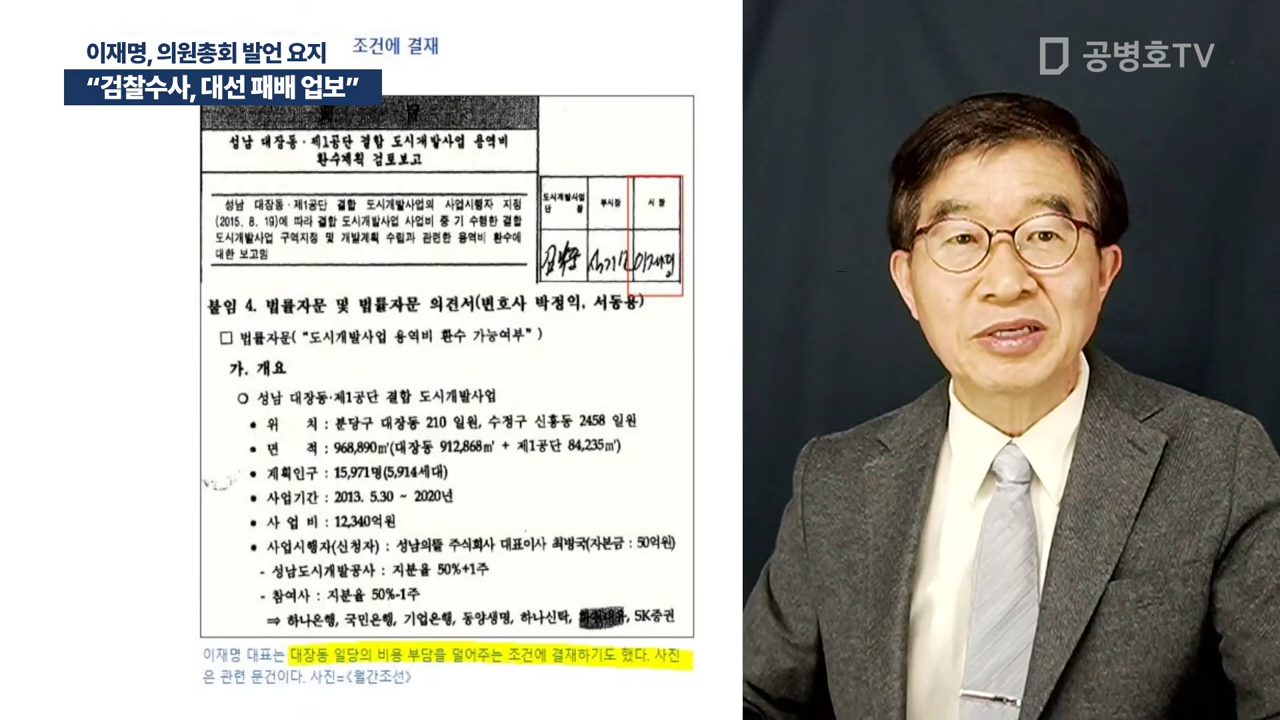 이재명, 의원총회 발언 요지
“검찰수사, 대선 패배 업보”
조건에 결재
공병호TV
성남 대장동·제1공단 결합 도시개발사업 용역비
환수계획 검토보고
성남 대장동·제1공단 결합 도시개발사업의 사업시행자 지정
(2015. 8. 19)에 따라 결합 도시개발사업 사업비 중 기 수행한 결합
도시개발사업 구역지정 및 개발계획 수립과 관련한 용역비 환수에
대한 보고임
도시개발사업
단 장
부시장
시 장
이재명
붙임 4. 법률자문 및 법률자문 의견서(변호사 박정익, 서동용)
□ 법률자문( “도시개발사업 용역비 환수 가능여부” )
가. 개요
○ 성남 대장동·제1공단 결합 도시개발사업
• 위 치 : 분당구 대장동 210 일원, 수정구 신흥동 2458 일원
• 면 적 : 968,890㎡(대장동 912,868㎡ + 제1공단 84,235㎡)
• 계획인구 : 15,971명(5,914세대)
• 사업기간 : 2013. 5.30 ~ 2020년
• 사 업 비 : 12,340억원
• 사업시행자(신청자) : 성남의뜰 주식회사 대표이사 최방국(자본금 : 50억원)
- 성남도시개발공사 : 지분율 50%+1주
- 참여사 : 지분율 50%-1주
⇒ 하나은행, 국민은행, 기업은행, 동양생명, 하나신탁, SK증권
이재명 대표는 대장동 일당의 비용 부담을 덜어주는 조건에 결재하기도 했다. 사진
은 관련 문건이다. 사진=《월간조선》